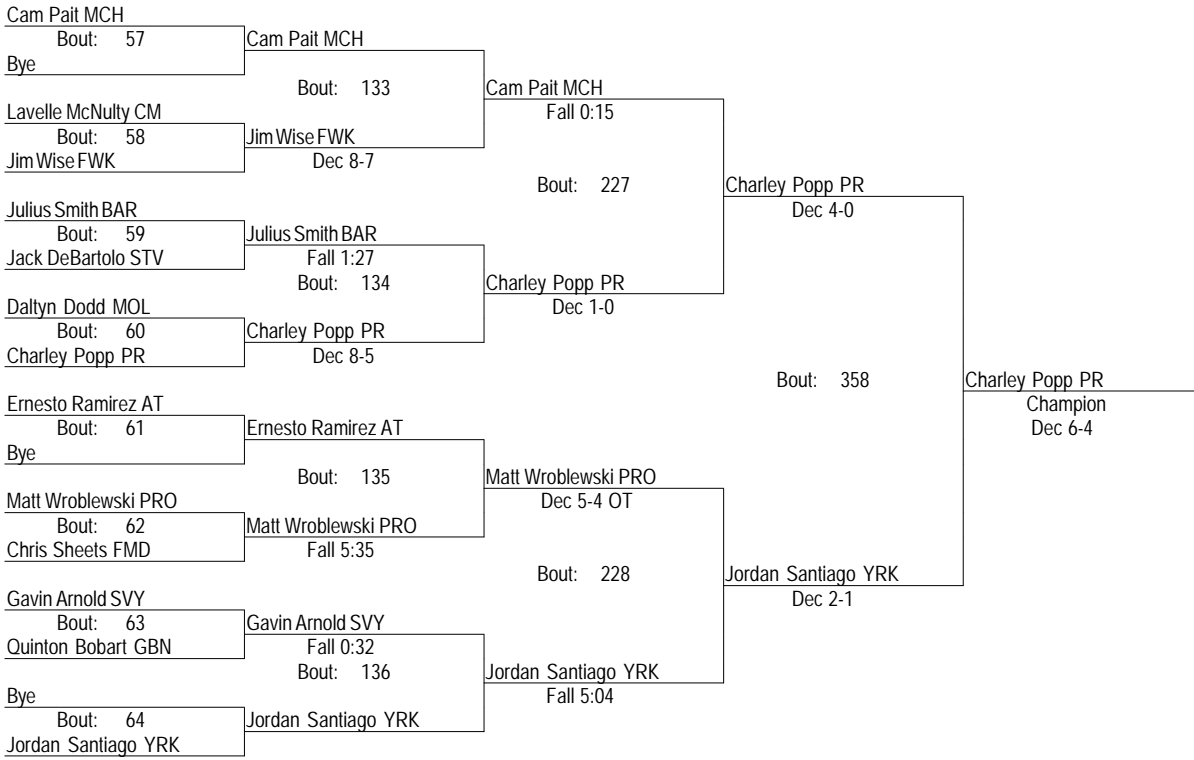 Cam Pait MCH
Bout: 57
Cam Pait MCH
Bye
Bout: 133
Cam Pait MCH
Lavelle McNulty CM
Fall 0:15
Bout: 58
Jim Wise FWK
Jim Wise FWK
Dec 8-7
Bout: 227
Charley Popp PR
Julius Smith BAR
Dec 4-0
Bout: 59
Julius Smith BAR
Jack DeBartolo STV
Fall 1:27
Bout: 134
Charley Popp PR
Daltyn Dodd MOL
Dec 1-0
Bout: 60
Charley Popp PR
Charley Popp PR
Dec 8-5
Bout: 358
Charley Popp PR
Ernesto Ramirez AT
Champion
Bout: 61
Ernesto Ramirez AT
Dec 6-4
Bye
Bout: 135
Matt Wroblewski PRO
Matt Wroblewski PRO
Dec 5-4 OT
Bout: 62
Matt Wroblewski PRO
Chris Sheets FMD
Fall 5:35
Bout: 228
Jordan Santiago YRK
Gavin Arnold SVY
Dec 2-1
Bout: 63
Gavin Arnold SVY
Quinton Bobart GBN
Fall 0:32
Bout: 136
Jordan Santiago YRK
Bye
Fall 5:04
Bout: 64
Jordan Santiago YRK
Jordan Santiago YRK